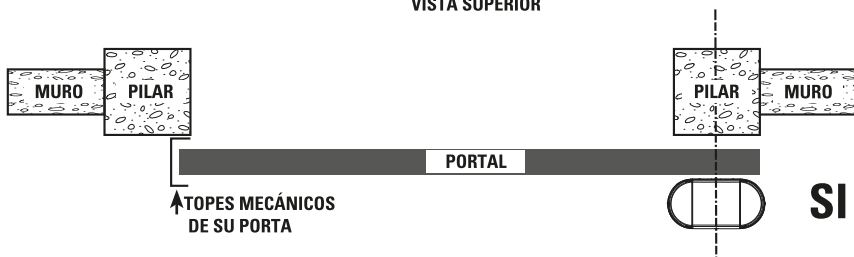 VISTA SUPERIOR
MURO PILAR PILAR MURO
PORTAL
TOPES MECÁNICOS
DE SU PORTA
SI